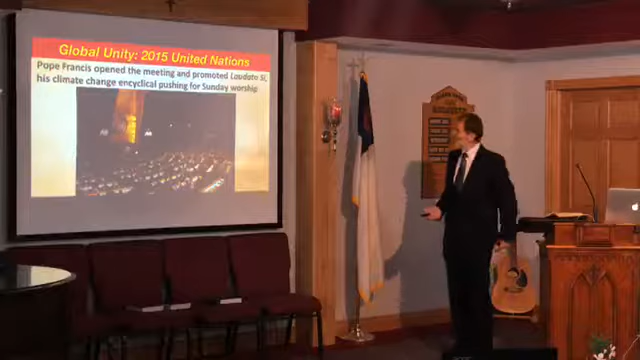 Global Unity: 2015 United Nations
Pope Francis opened the meeting and promoted Laudato Si,
his climate change encyclical pushing for Sunday worship.